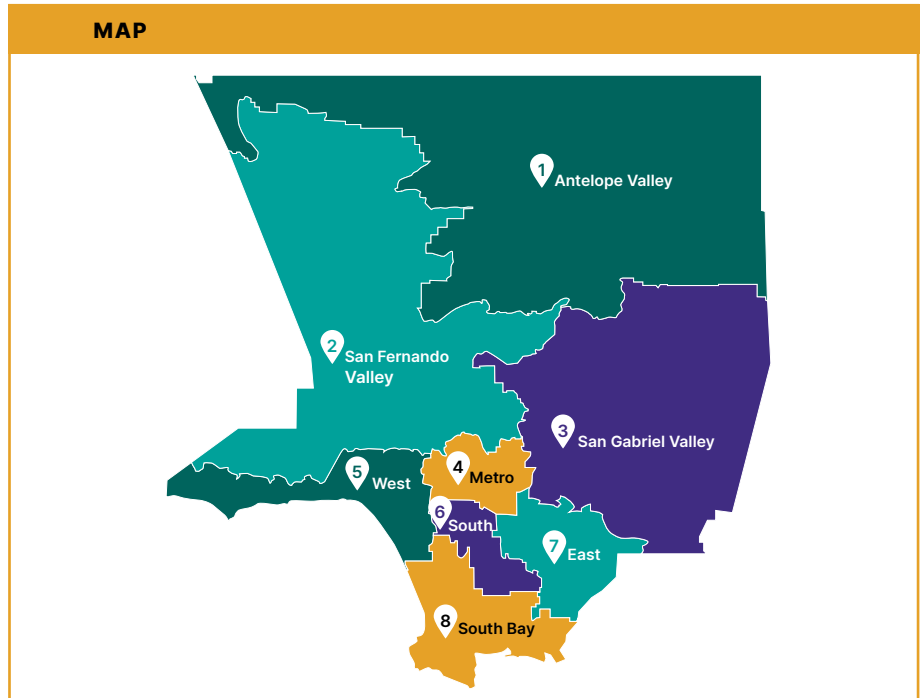 MAP
1
Antelope Valley
2
San Fernando
Valley
3
San Gabriel Valley
4
Metro
5
West
6
South
7
East
8
South Bay